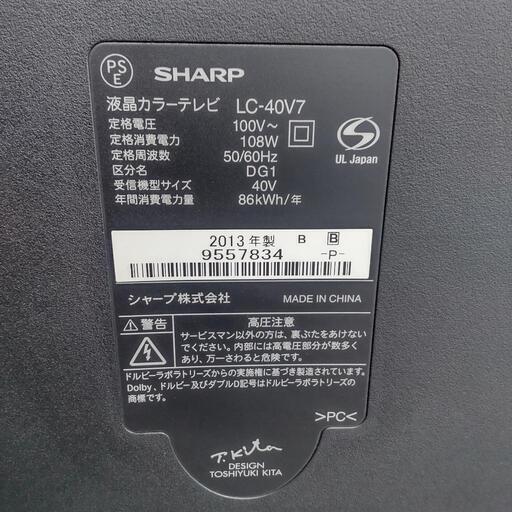 PS
E
SHARP
液晶カラーテレビ LC-40V7
定格電圧 100V～
定格消費電力 108W
定格周波数 50/60Hz
区分名 DG1
受信機型サイズ 40V
年間消費電力量 86kWh/年
S
UL Japan
2013年製 B B
9557834 -P-
シャープ株式会社 MADE IN CHINA
警告 高圧注意
サービスマン以外の方は、裏ぶたをあけない
でください。内部には高電圧部分が数多く
あり、万一さわると危険です。
ドルビーラボラトリーズからの実施権に基づき製造されています。
Dolby、ドルビー及びダブルD記号はドルビーラボラトリーズの
商標です。
>PC<
T.Kita
DESIGN
TOSHIYUKI KITA